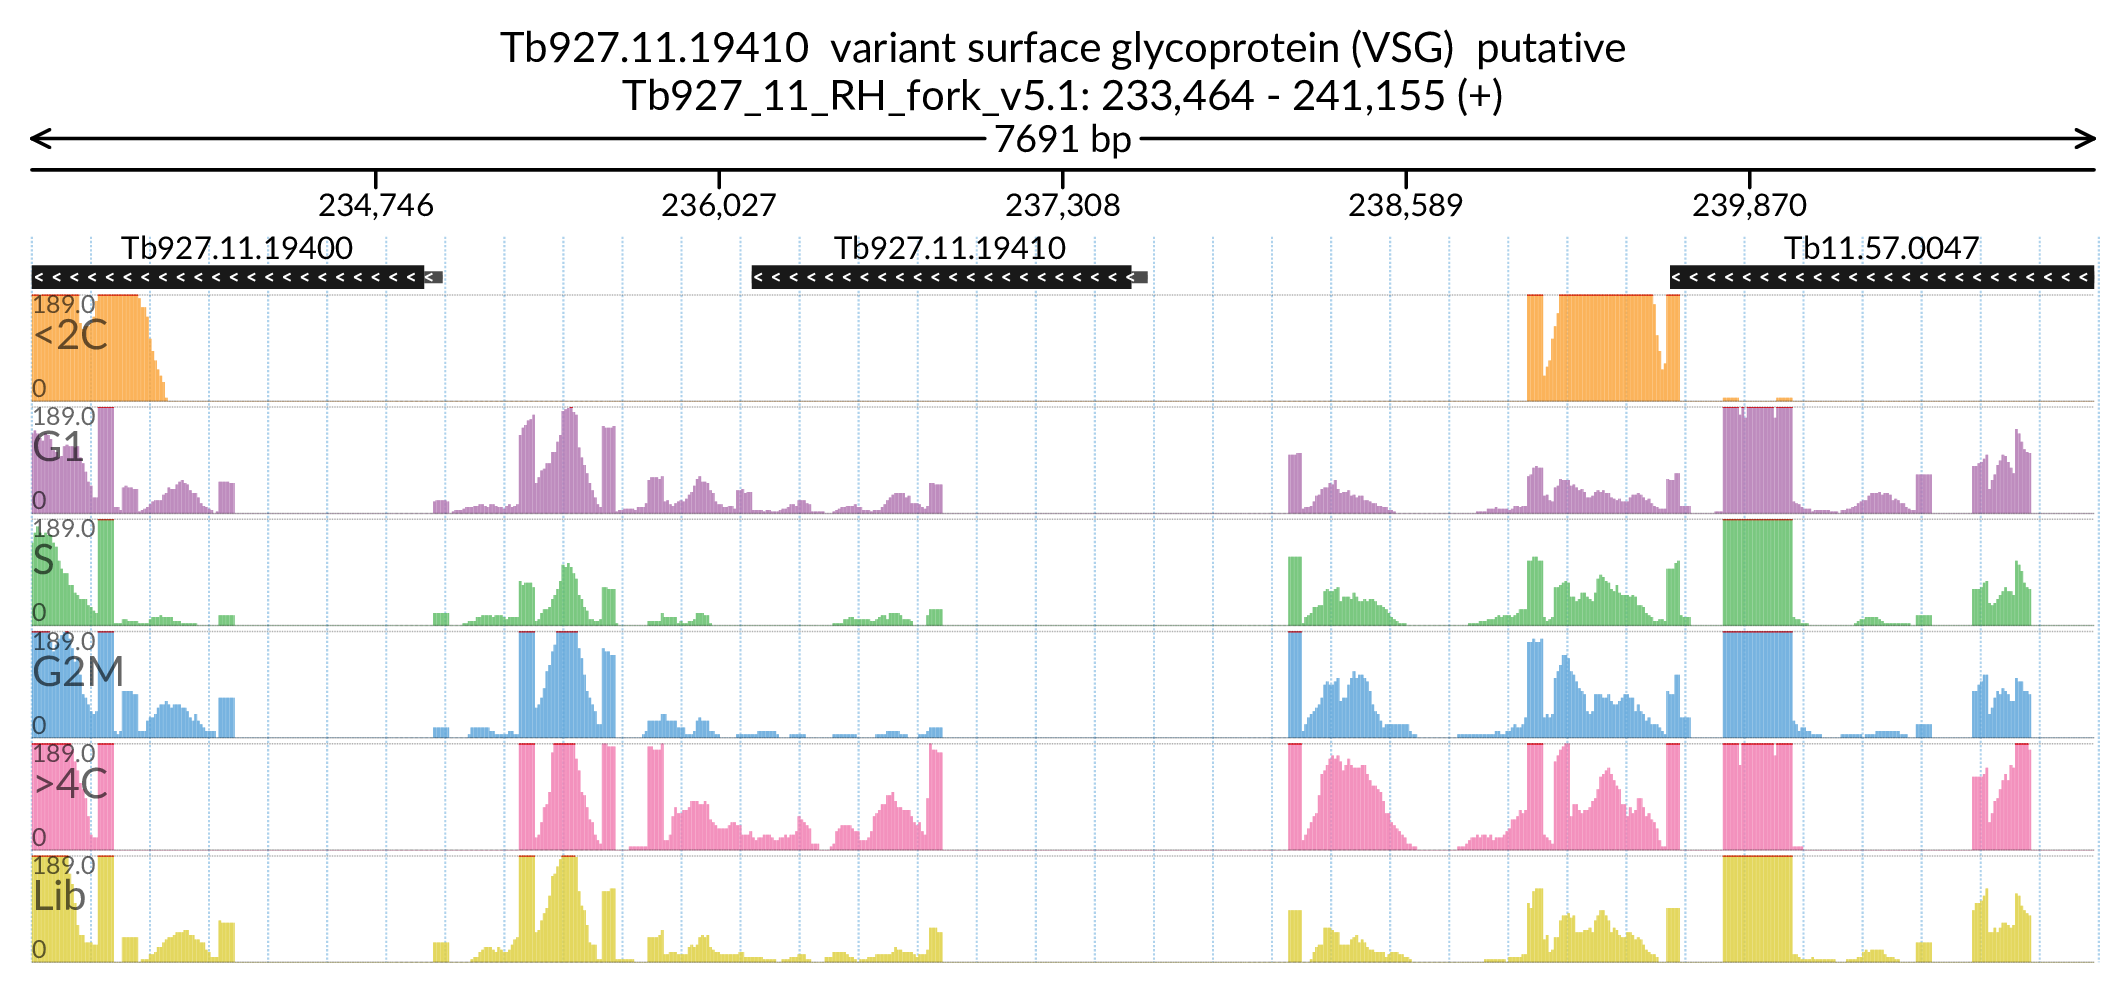 Tb927.11.19410  variant surface glycoprotein (VSG)  putative
Tb927_11_RH_fork_v5.1: 233,464 - 241,155 (+)
7691 bp
234,746 236,027 237,308 238,589 239,870
Tb927.11.19400 Tb927.11.19410 Tb11.57.0047
189.0
<2C
0
189.0
G1
0
189.0
S
0
189.0
G2M
0
189.0
>4C
0
189.0
Lib
0